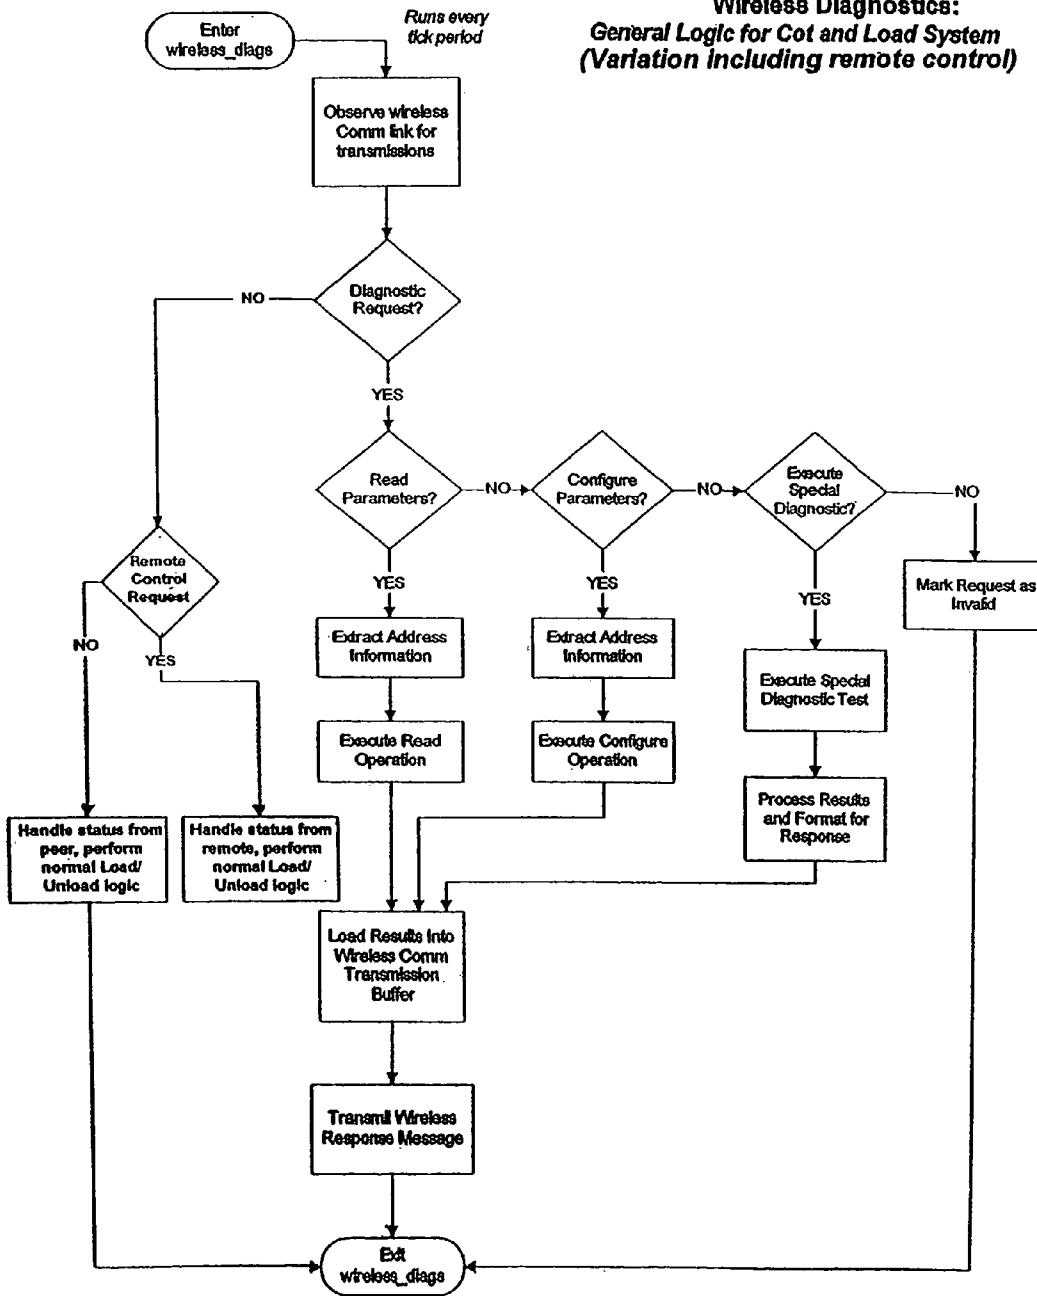 Wireless Diagnostics:
General Logic for Cot and Load System
(Variation including remote control)
Enter
wireless_diags
Runs every
tick period
Observe wireless
Comm link for
transmissions
Diagnostic
Request?
NO
YES
Read
Parameters?
NO
Configure
Parameters?
NO
Execute
Special
Diagnostic?
NO
Remote
Control
Request
YES
YES
YES
Mark Request as
Invalid
NO
YES
Extract Address
Information
Extract Address
Information
Execute Special
Diagnostic Test
Execute Read
Operation
Execute Configure
Operation
Process Results
and Format for
Response
Handle status from
peer, perform
normal Load/
Unload logic
Handle status from
remote, perform
normal Load/
Unload logic
Load Results Into
Wireless Comm
Transmission
Buffer
Transmit Wireless
Response Message
Exit
wireless_diags